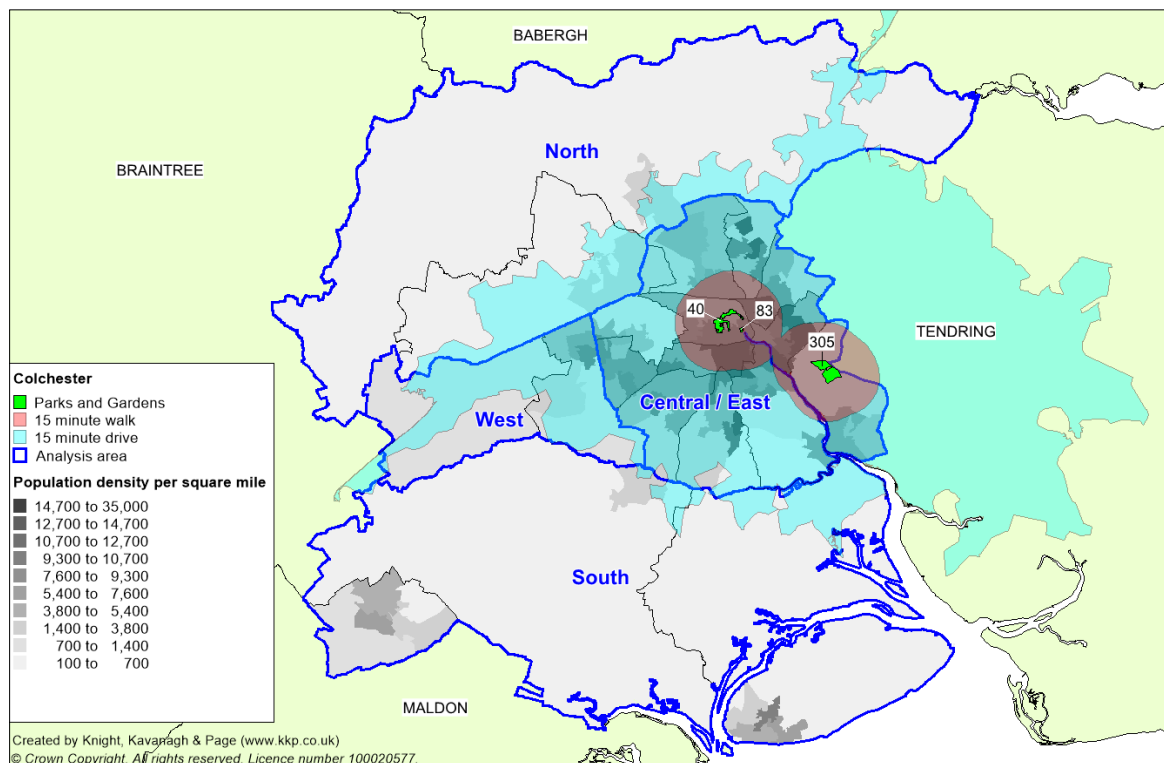 BABERGH
North
BRAINTREE
40
83
305
TENDRING
Central / East
West
South
MALDON
Colchester
Parks and Gardens
15 minute walk
15 minute drive
Analysis area
Population density per square mile
14,700 to 35,000
12,700 to 14,700
10,700 to 12,700
9,300 to 10,700
7,600 to 9,300
5,400 to 7,600
3,800 to 5,400
1,400 to 3,800
700 to 1,400
100 to 700
Created by Knight, Kavanagh & Page (www.kkp.co.uk)
© Crown Copyright. All rights reserved. Licence number 100020577.